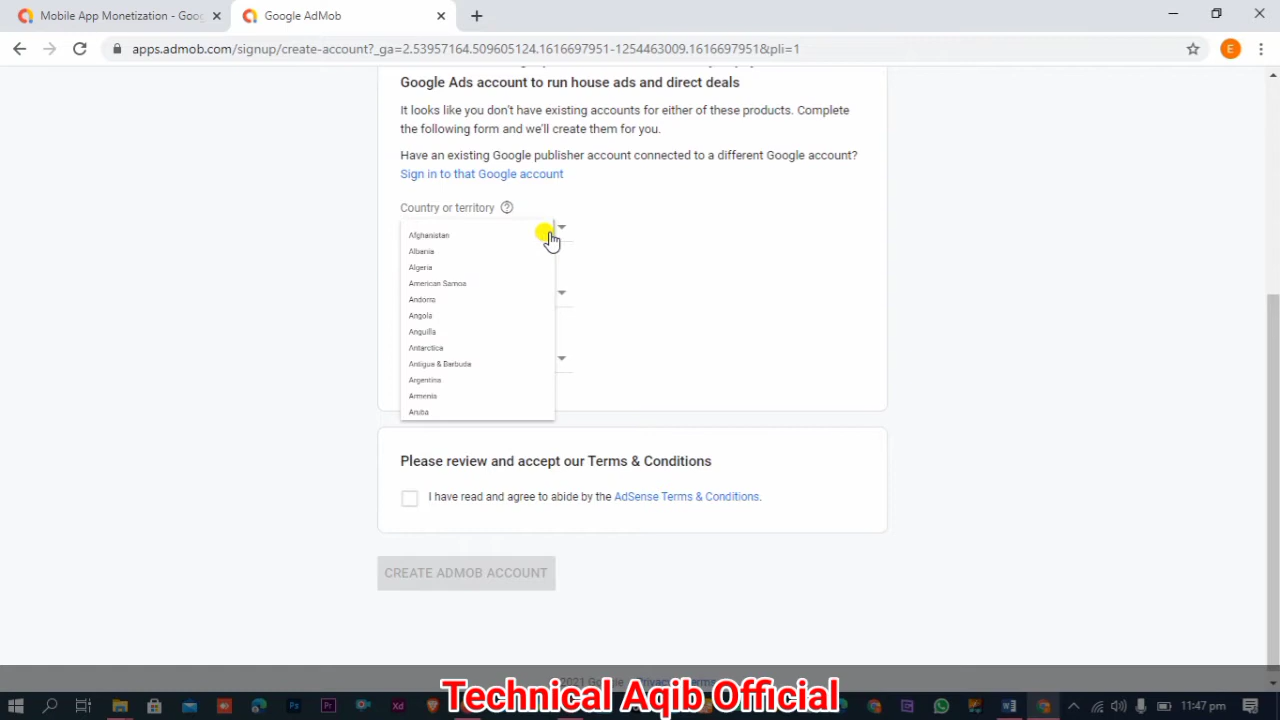 Mobile App Monetization - Goog
Google AdMob
apps.admob.com/signup/create-account?_ga=2.53957164.509605124.1616697951-1254463009.1616697951&pli=1
E
Google Ads account to run house ads and direct deals
It looks like you don't have existing accounts for either of these products. Complete
the following form and we'll create them for you.
Have an existing Google publisher account connected to a different Google account?
Sign in to that Google account
Country or territory
Afghanistan
Albania
Algeria
American Samoa
Andorra
Angola
Anguilla
Antarctica
Antigua & Barbuda
Argentina
Armenia
Aruba
Please review and accept our Terms & Conditions
I have read and agree to abide by the AdSense Terms & Conditions.
CREATE ADMOB ACCOUNT
2021 Google
Technical Aqib Official
11:47 pm